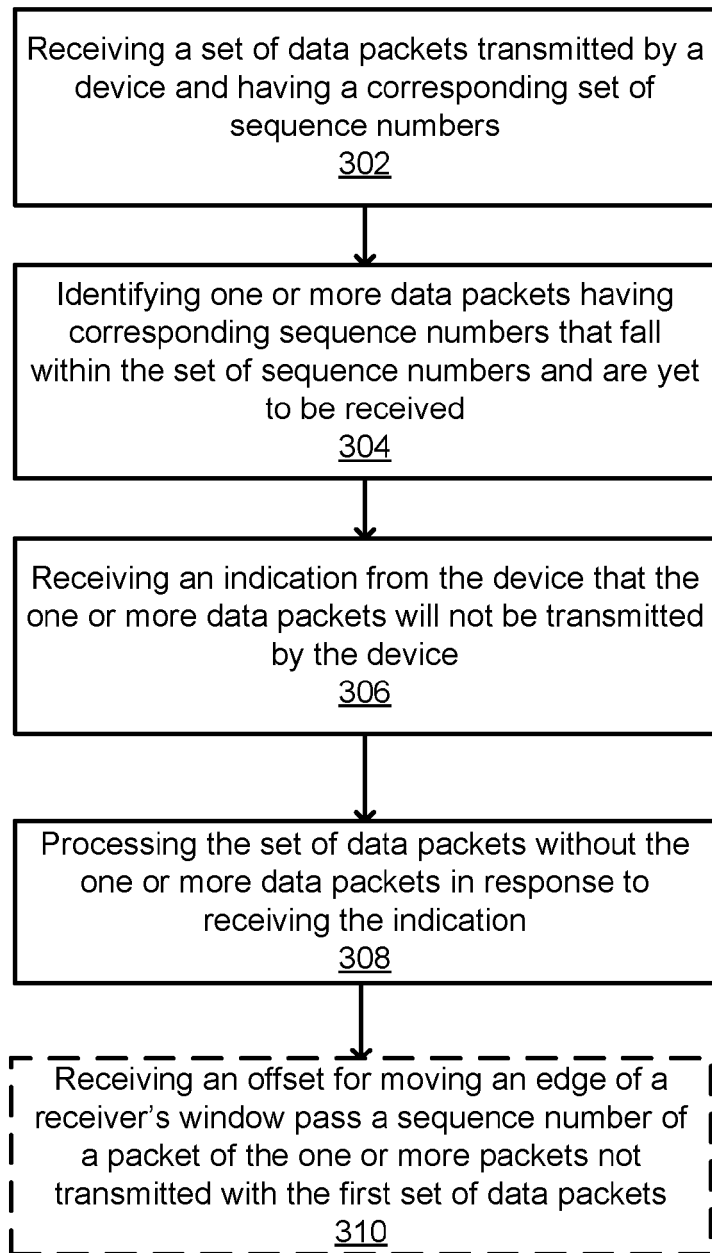 Receiving a set of data packets transmitted by a
device and having a corresponding set of
sequence numbers
302
Identifying one or more data packets having
corresponding sequence numbers that fall
within the set of sequence numbers and are yet
to be received
304
Receiving an indication from the device that the
one or more data packets will not be transmitted
by the device
306
Processing the set of data packets without the
one or more data packets in response to
receiving the indication
308
Receiving an offset for moving an edge of a
receiver's window pass a sequence number of
a packet of the one or more packets not
transmitted with the first set of data packets
310